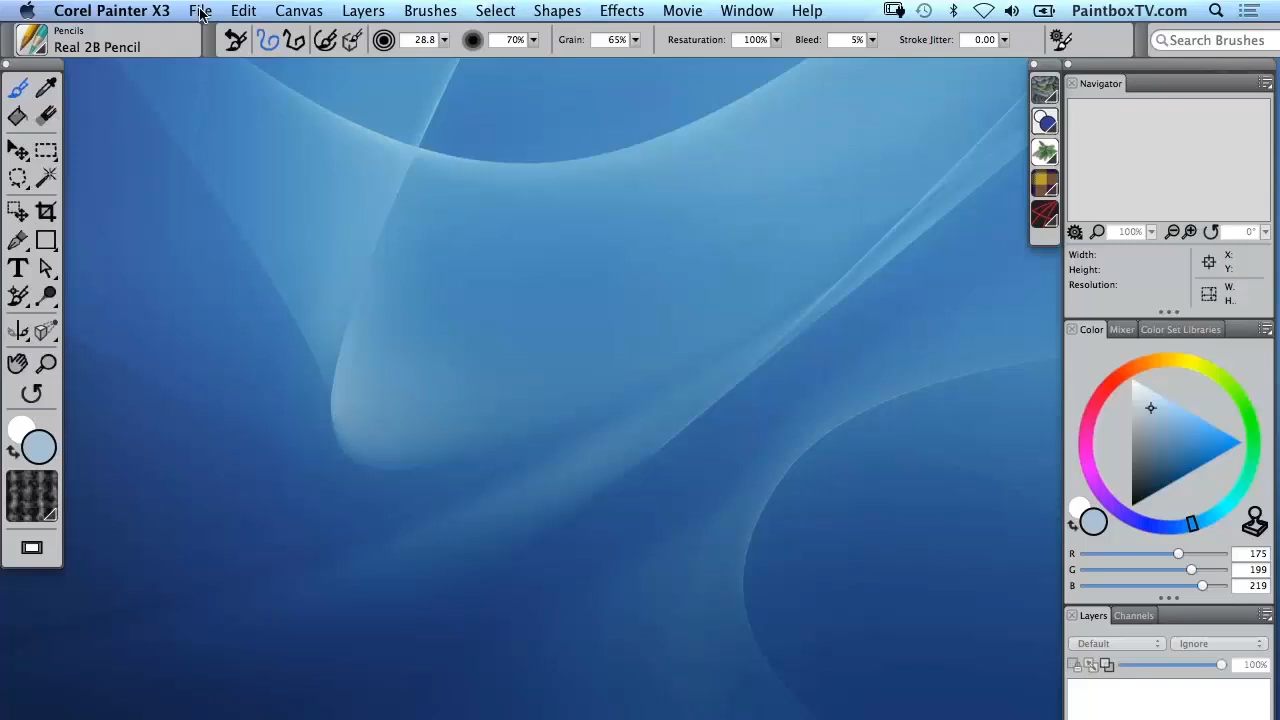 Corel Painter X3 File Edit Canvas Layers Brushes Select Shapes Effects Movie Window Help PaintboxTV.com
Pencils
Real 2B Pencil
28.8 70% Grain: 65% Resaturation: 100% Bleed: 5% Stroke Jitter: 0.00 Search Brushes
Navigator
100% 0°
Width: X:
Height: Y:
Resolution: W.
H..
Color Mixer Color Set Libraries
R 175
G 199
B 219
Layers Channels
Default Ignore
100%
T